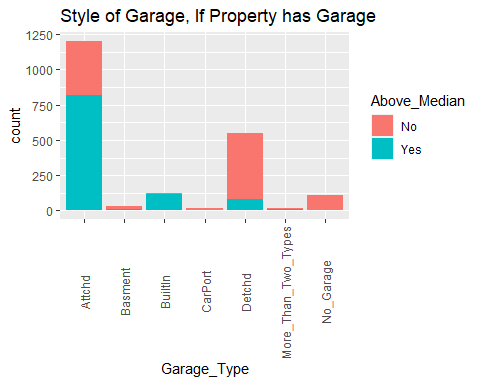 Style of Garage, If Property has Garage
1250
1000
750
500
250
0
count
Attchd
Basment
BuiltIn
CarPort
Detchd
More_Than_Two_Types
No_Garage
Garage_Type
Above_Median
No
Yes